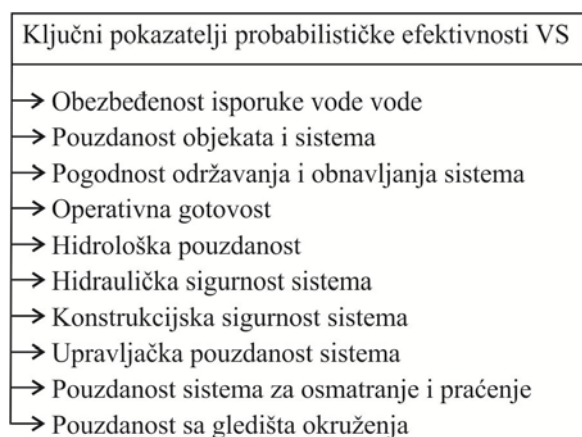 Ključni pokazatelji probabilističke efektivnosti VS
Obezbeđenost isporuke vode vode
Pouzdanost objekata i sistema
Pogodnost održavanja i obnavljanja sistema
Operativna gotovost
Hidrološka pouzdanost
Hidraulička sigurnost sistema
Konstrukcijska sigurnost sistema
Upravljačka pouzdanost sistema
Pouzdanost sistema za osmatranje i praćenje
Pouzdanost sa gledišta okruženja